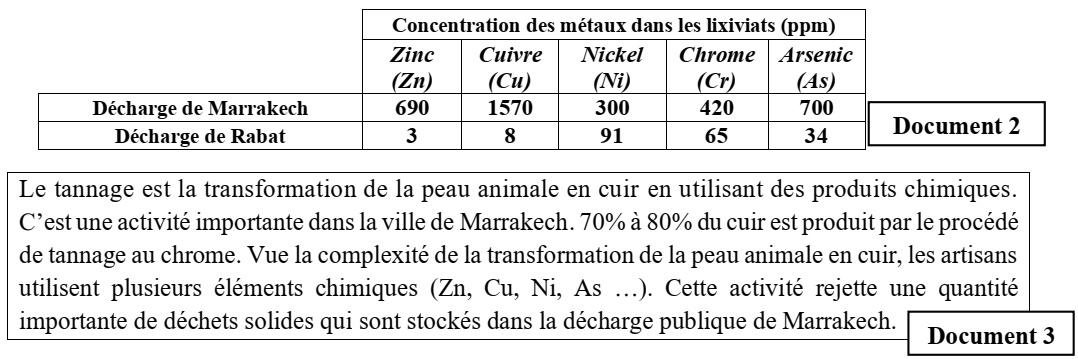 Concentration des métaux dans les lixiviats (ppm)
Zinc (Zn) Cuivre (Cu) Nickel (Ni) Chrome (Cr) Arsenic (As)
Décharge de Marrakech 690 1570 300 420 700
Décharge de Rabat 3 8 91 65 34
Document 2
Le tannage est la transformation de la peau animale en cuir en utilisant des produits chimiques.
C’est une activité importante dans la ville de Marrakech. 70% à 80% du cuir est produit par le procédé
de tannage au chrome. Vue la complexité de la transformation de la peau animale en cuir, les artisans
utilisent plusieurs éléments chimiques (Zn, Cu, Ni, As …). Cette activité rejette une quantité
importante de déchets solides qui sont stockés dans la décharge publique de Marrakech.
Document 3